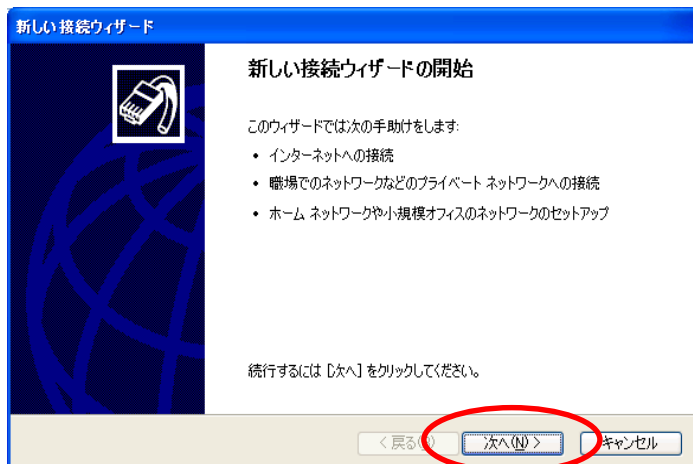 新しい接続ウィザード
新しい接続ウィザードの開始
このウィザードでは次の手助けをします:
• インターネットへの接続
• 職場でのネットワークなどのプライベート ネットワークへの接続
• ホーム ネットワークや小規模オフィスのネットワークのセットアップ
続行するには [次へ] をクリックしてください。
< 戻る 次へ(N) > キャンセル